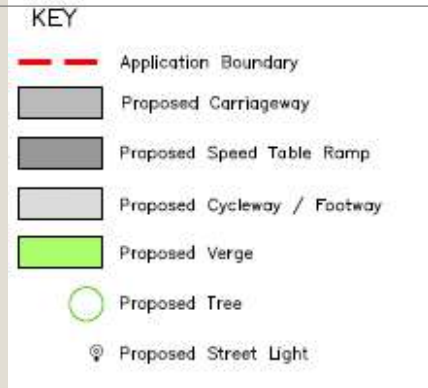 KEY
Application Boundary
Proposed Carriageway
Proposed Speed Table Ramp
Proposed Cycleway / Footway
Proposed Verge
Proposed Tree
Proposed Street Light